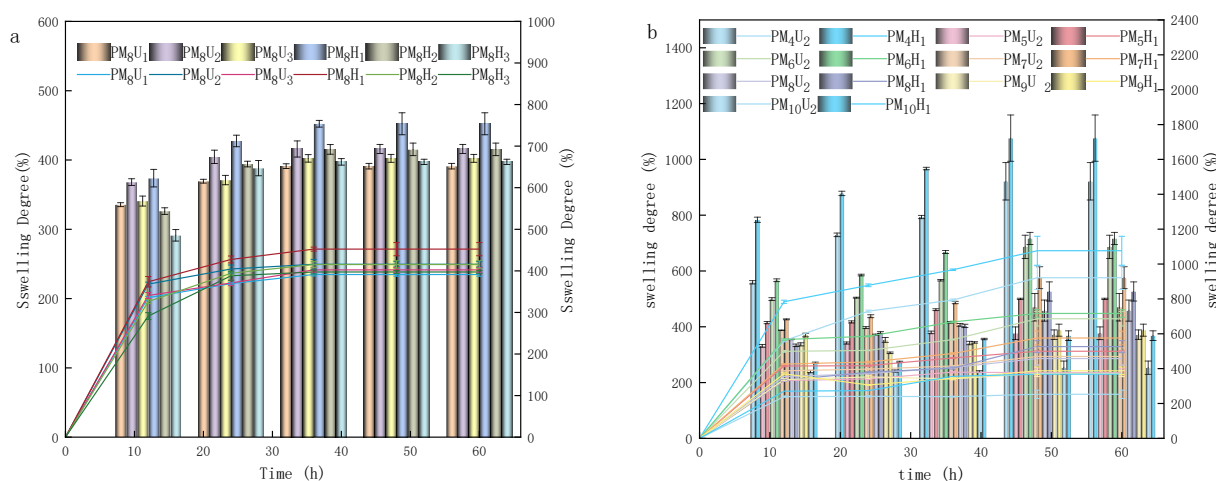 a
PM8U1 PM8U2 PM8U3 PM8H1 PM8H2 PM8H3
PM8U1 PM8U2 PM8U3 PM8H1 PM8H2 PM8H3
600
500
400
300
200
100
0
Sswelling Degree(%)
1000
900
800
700
600
500
400
300
200
100
0
Sswelling Degree (%)
0 10 20 30 40 50 60
Time (h)
b
PM4U2 PM4H1 PM5U2 PM5H1
PM6U2 PM6H1 PM7U2 PM7H1
PM8U2 PM8H1 PM9U 2 PM9H1
PM10U2 PM10H1
1400
1200
1000
800
600
400
200
0
swelling degree (%)
2400
2200
2000
1800
1600
1400
1200
1000
800
600
400
200
0
swelling degree (%)
0 10 20 30 40 50 60
time (h)